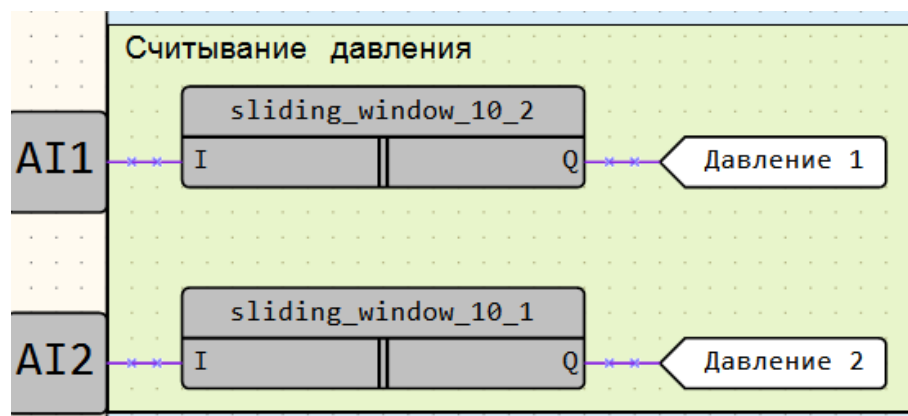 Считывание давления
sliding_window_10_2
AI1 I Q Давление 1
sliding_window_10_1
AI2 I Q Давление 2